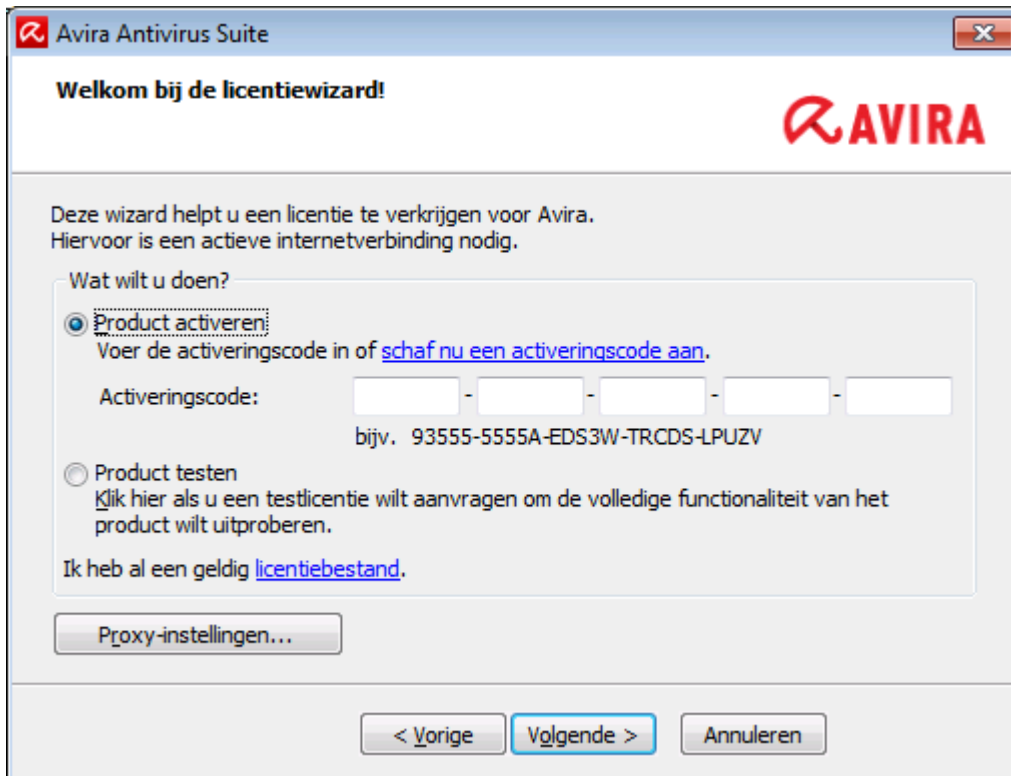 Avira Antivirus Suite
Welkom bij de licentiewizard!
AVIRA
Deze wizard helpt u een licentie te verkrijgen voor Avira.
Hiervoor is een actieve internetverbinding nodig.
Wat wilt u doen?
Product activeren
Voer de activeringscode in of schaf nu een activeringscode aan.
Activeringscode: - - - -
bijv. 93555-5555A-EDS3W-TRCDS-LPUZV
Product testen
Klik hier als u een testlicentie wilt aanvragen om de volledige functionaliteit van het
product wilt uitproberen.
Ik heb al een geldig licentiebestand.
Proxy-instellingen...
< Vorige
Volgende >
Annuleren